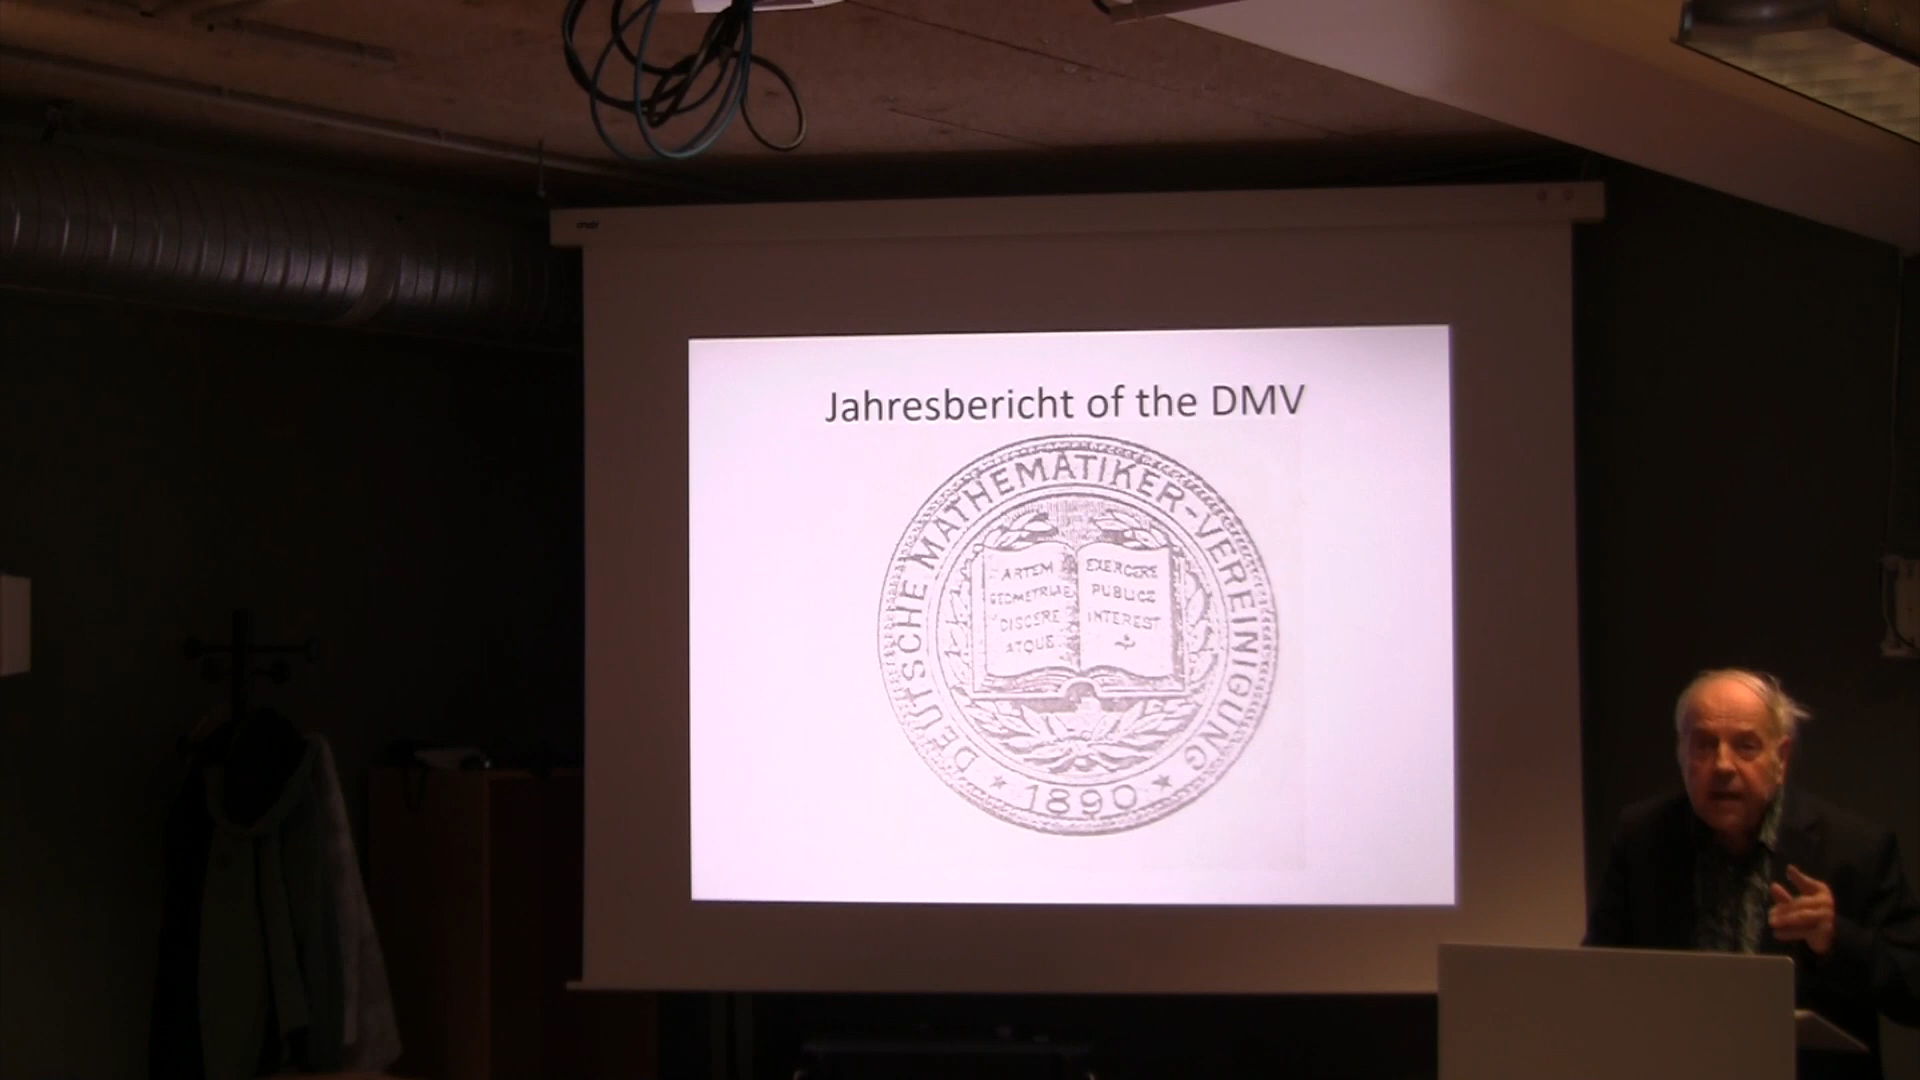 Jahresbericht of the DMV
DEUTSCHE MATHEMATIKER-VEREINIGUNG
ARTEM
GEOMETRIAE
DISCERE
ATQUE
EXERCERE
PUBLICE
INTEREST
* 1890 *